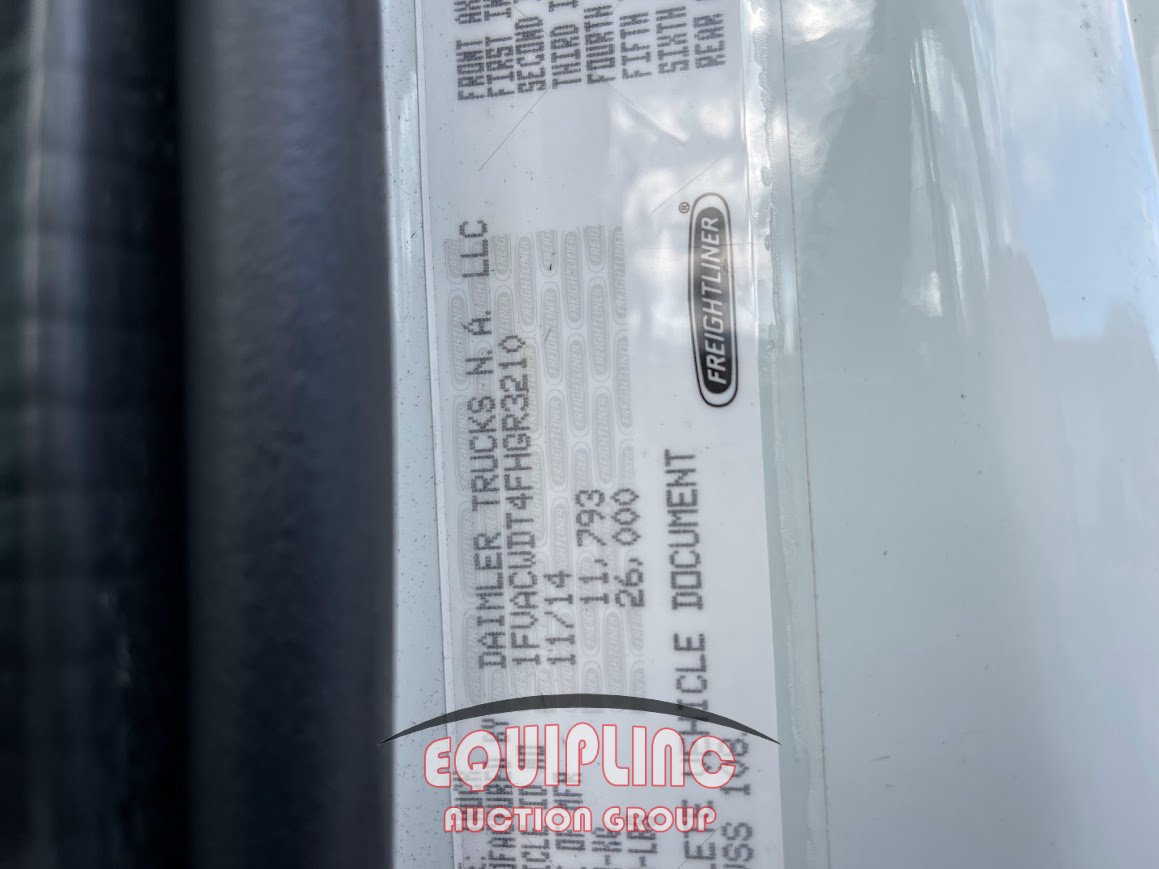 DAIMLER TRUCKS N.A. LLC
1FVACWDT4FHGR3210
11/14
11,793
26,000
VEHICLE DOCUMENT
FREIGHTLINER®
FRONT
FIRST
SECOND
THIRD
FOURTH
FIFTH
SIXTH
REAR
EQUIPLINC
AUCTION GROUP